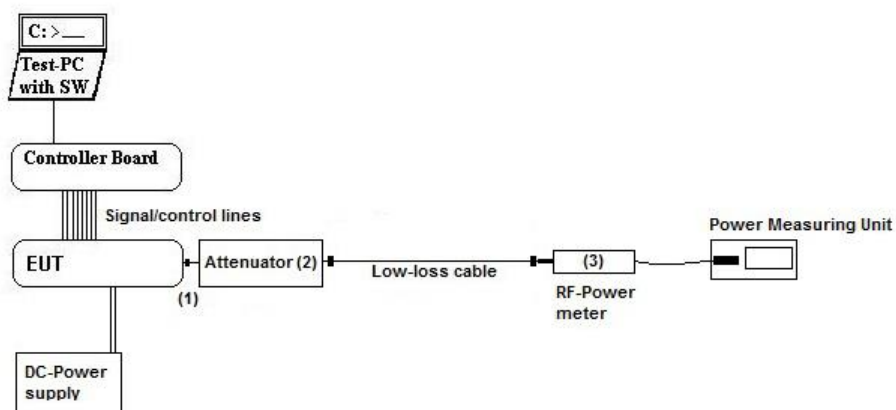 C: >__
Test-PC
with SW
Controller Board
Signal/control lines
Power Measuring Unit
EUT
Attenuator (2)
(3)
Low-loss cable
(1)
RF-Power
meter
DC-Power
supply